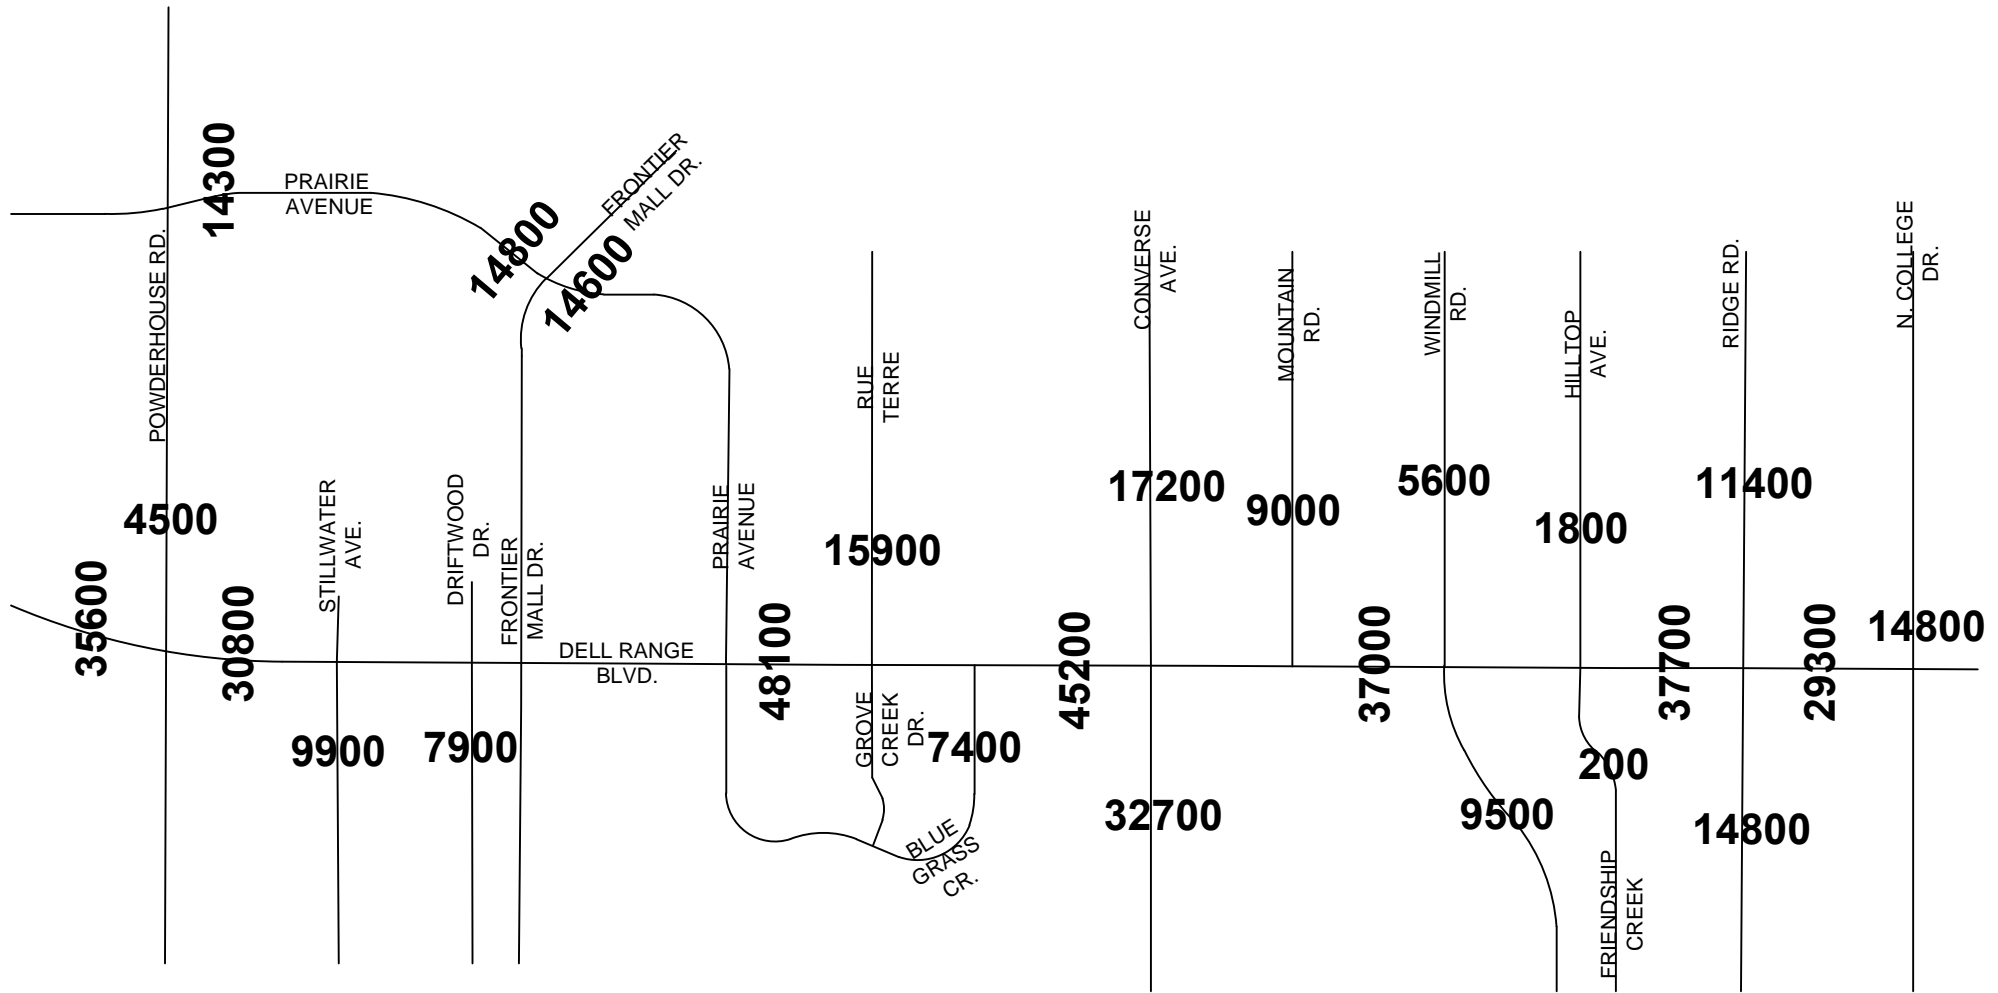 14300
PRAIRIE
AVENUE
POWDERHOUSE RD.
14800
FRONTIER
MALL DR.
14600
CONVERSE
AVE.
MOUNTAIN
RD.
WINDMILL
RD.
HILLTOP
AVE.
RIDGE RD.
N. COLLEGE
DR.
RUE
TERRE
4500
STILLWATER
AVE.
DRIFTWOOD
DR.
FRONTIER
MALL DR.
PRAIRIE
AVENUE
15900
17200
9000
5600
1800
11400
35600
30800
DELL RANGE
BLVD.
48100
45200
37000
37700
29300
14800
9900
7900
GROVE
CREEK
DR.
7400
32700
9500
200
14800
BLUE
GRASS
CR.
FRIENDSHIP
CREEK